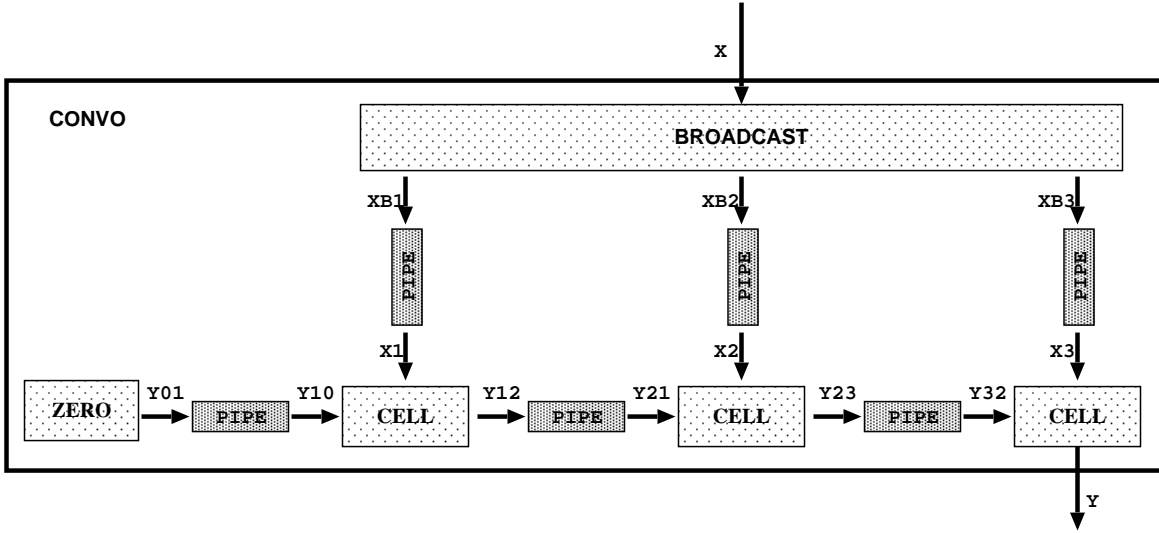 X
CONVO
BROADCAST
XB1 XB2 XB3
PIPE PIPE PIPE
X1 X2 X3
ZERO Y01 PIPE Y10 CELL Y12 PIPE Y21 CELL Y23 PIPE Y32 CELL
Y